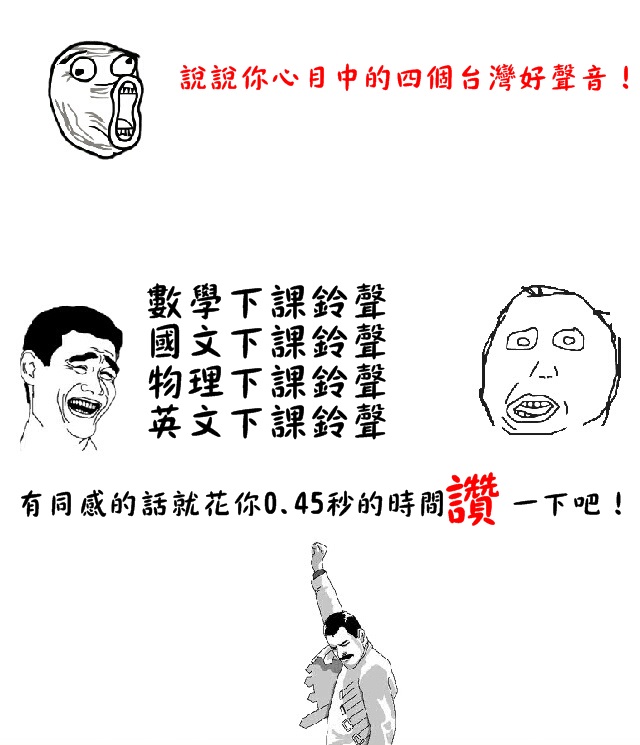 說說你心目中的四個台灣好聲音！
數學下課鈴聲
國文下課鈴聲
物理下課鈴聲
英文下課鈴聲
有同感的話就花你0.45秒的時間讚一下吧！